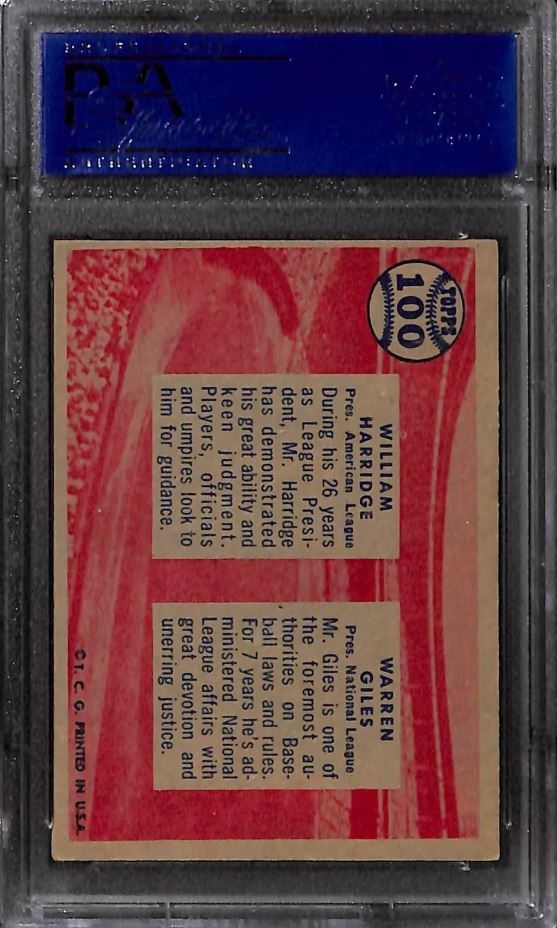 PROFESSIONAL
PSA
AUTHENTICATION
TOPPS
100
WILLIAM
HARRIDGE
Pres. American League
During his 26 years
as League Presi-
dent, Mr. Harridge
has demonstrated
his great ability and
keen judgment.
Players, officials
and umpires look to
him for guidance.
WARREN
GILES
Pres. National League
Mr. Giles is one of
the foremost au-
thorities on Base-
ball laws and rules.
For 7 years he's ad-
ministered National
League affairs with
great devotion and
unerring justice.
©T. C. G. PRINTED IN U.S.A.